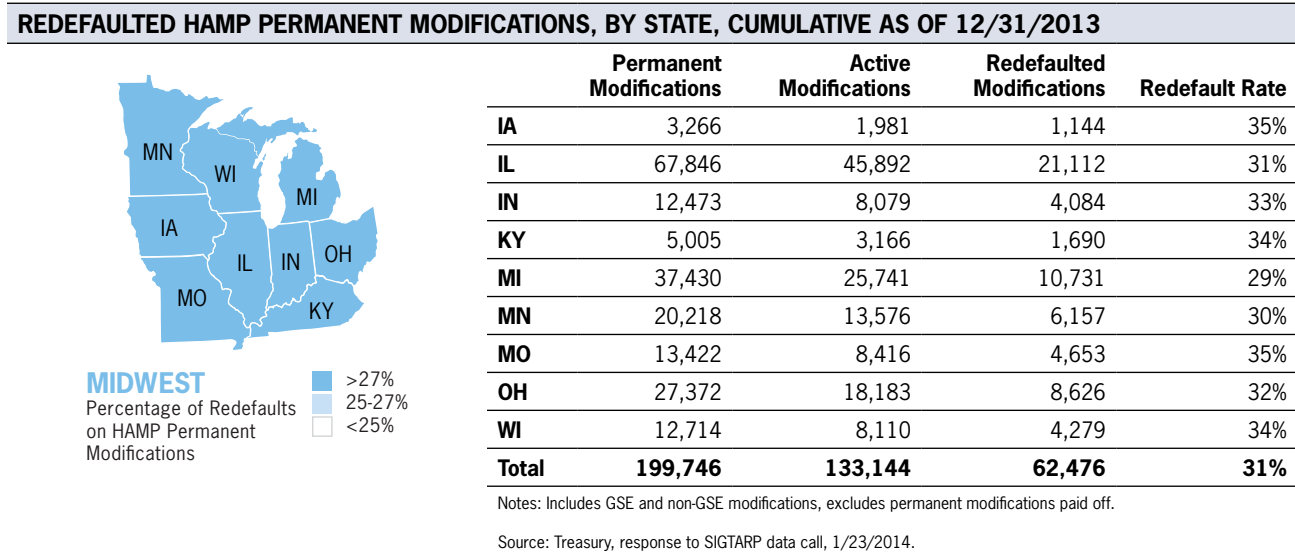 REDEFAULTED HAMP PERMANENT MODIFICATIONS, BY STATE, CUMULATIVE AS OF 12/31/2013
MN
WI
MI
IA
IL
IN
OH
MO
KY
MIDWEST
Percentage of Redefaults
on HAMP Permanent
Modifications
>27%
25-27%
<25%
Permanent Modifications Active Modifications Redefaulted Modifications Redefault Rate
IA 3,266 1,981 1,144 35%
IL 67,846 45,892 21,112 31%
IN 12,473 8,079 4,084 33%
KY 5,005 3,166 1,690 34%
MI 37,430 25,741 10,731 29%
MN 20,218 13,576 6,157 30%
MO 13,422 8,416 4,653 35%
OH 27,372 18,183 8,626 32%
WI 12,714 8,110 4,279 34%
Total 199,746 133,144 62,476 31%
Notes: Includes GSE and non-GSE modifications, excludes permanent modifications paid off.
Source: Treasury, response to SIGTARP data call, 1/23/2014.